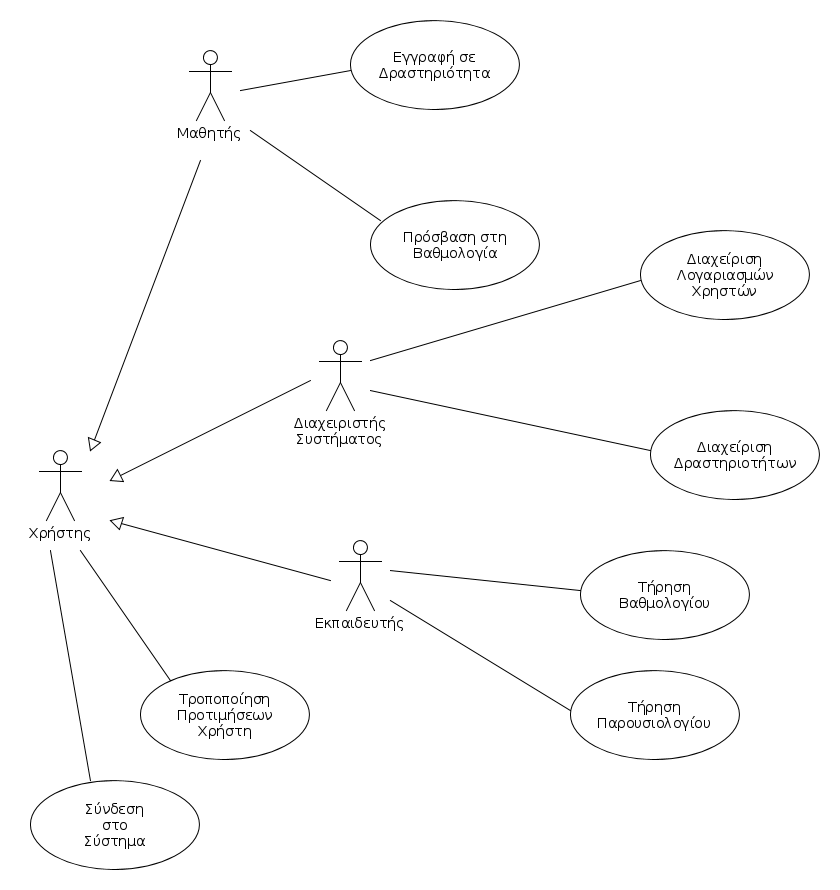 Εγγραφή σε
Δραστηριότητα
Μαθητής
Πρόσβαση στη
Βαθμολογία
Διαχείριση
Λογαριασμών
Χρηστών
Διαχειριστής
Συστήματος
Διαχείριση
Δραστηριοτήτων
Χρήστης
Εκπαιδευτής
Τήρηση
Βαθμολογίου
Τροποποίηση
Προτιμήσεων
Χρήστη
Τήρηση
Παρουσιολογίου
Σύνδεση
στο
Σύστημα